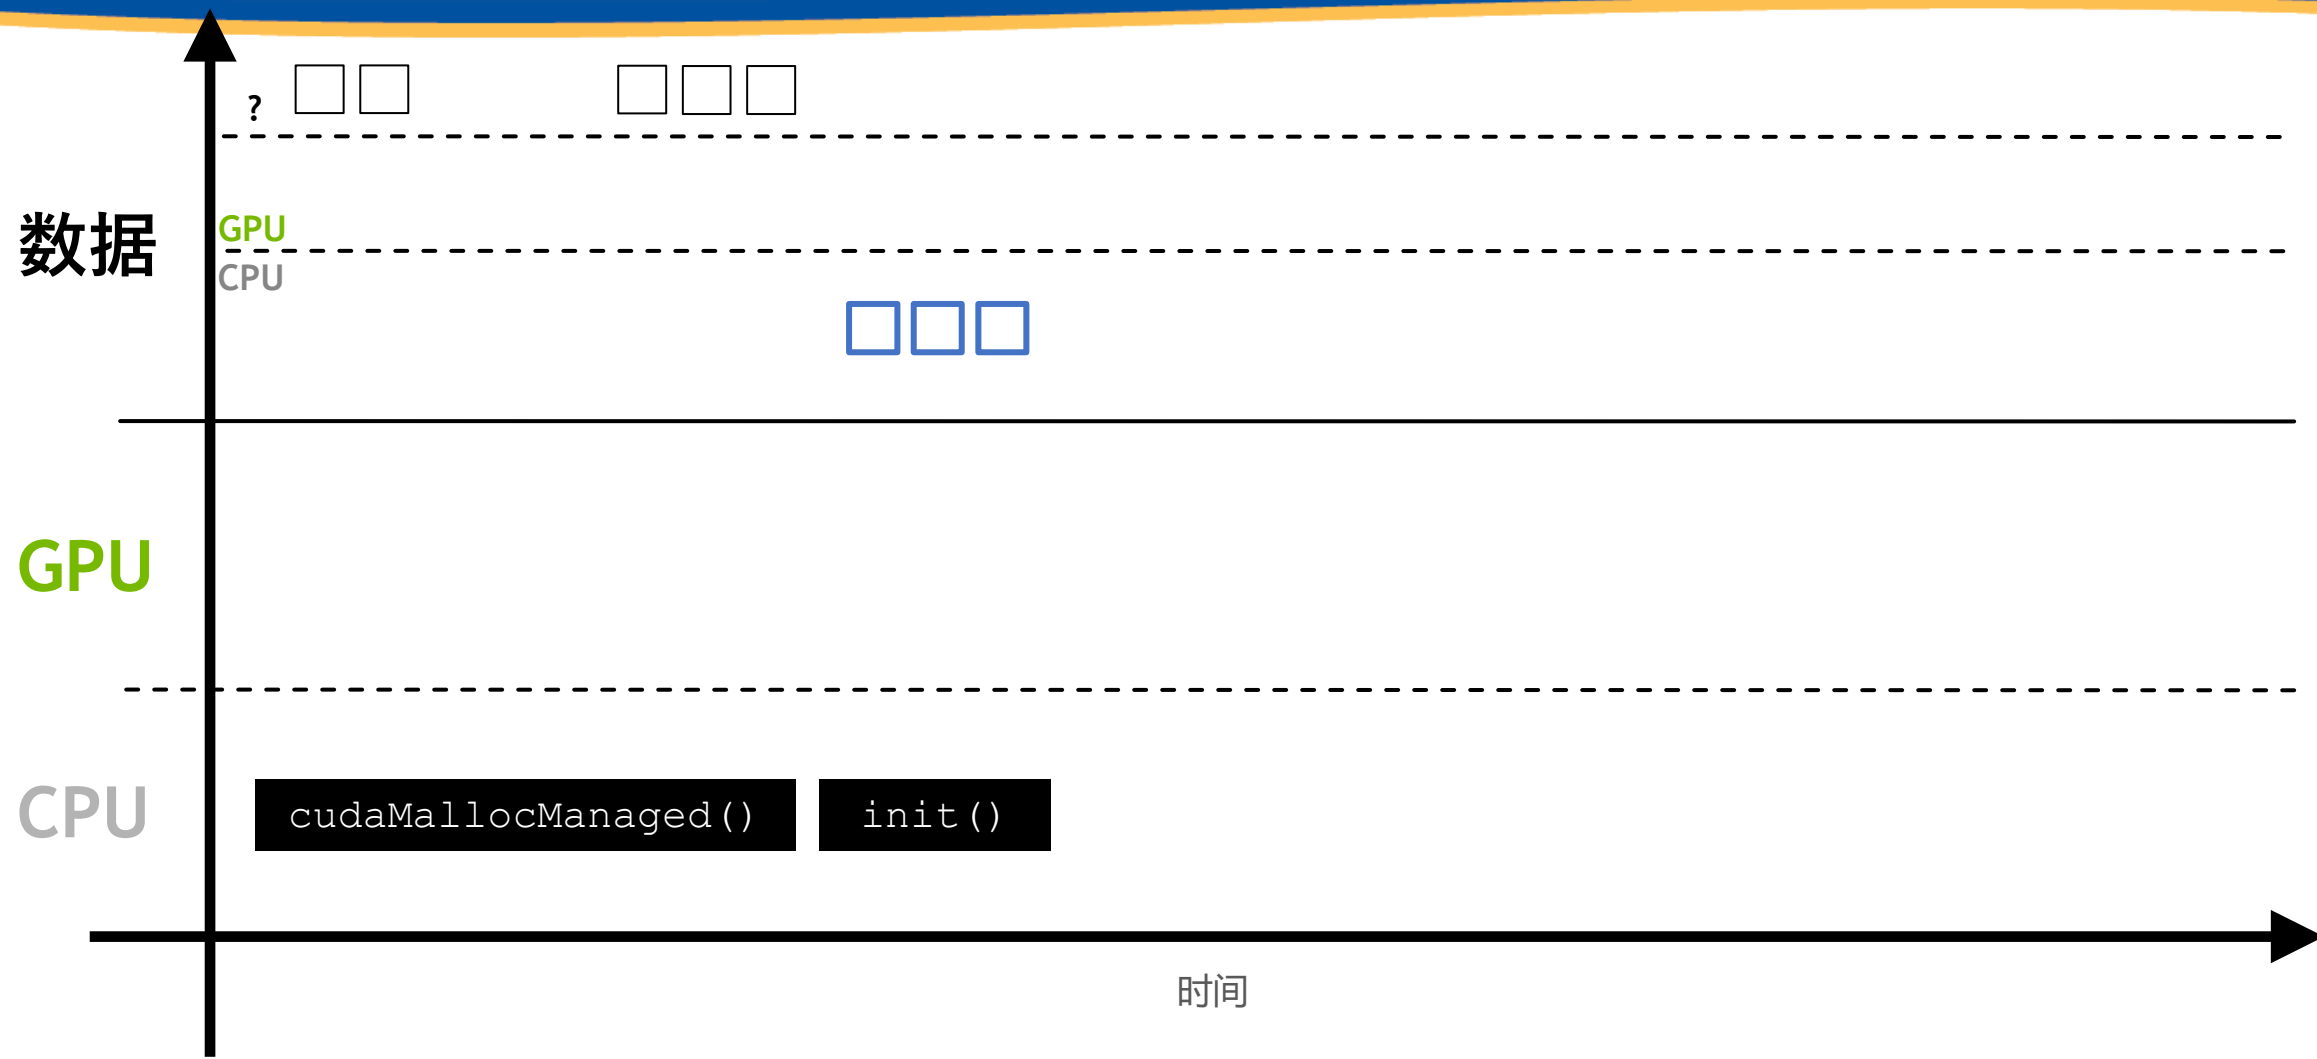 ?
数据
GPU
CPU
GPU
CPU
cudaMallocManaged() init()
时间